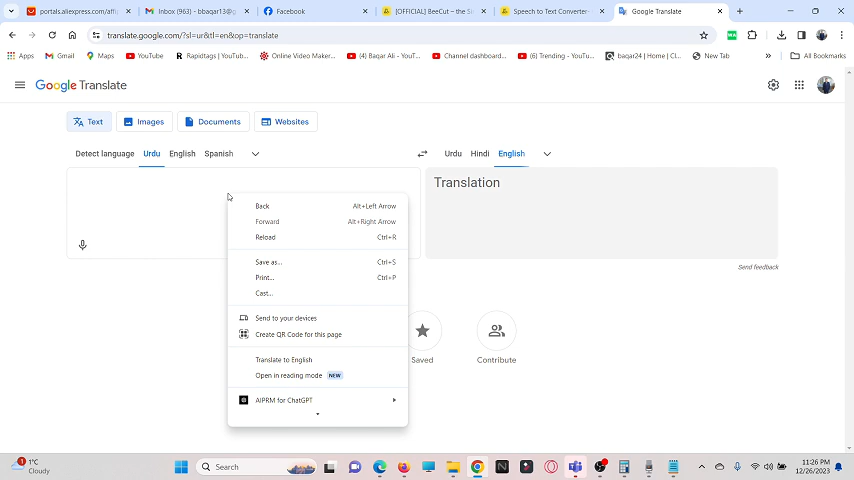 portals.aliexpress.com/affil
Inbox (963) - bbaqar13@g
Facebook
[OFFICIAL] BeeCut – the Si
Speech to Text Converter-
Google Translate
translate.google.com/?sl=ur&tl=en&op=translate
Apps
Gmail
Maps
YouTube
Rapidtags | YouTub...
Online Video Maker...
(4) Baqar Ali - YouT...
Channel dashboard...
(6) Trending - YouT...
baqar24 | Home | Cl...
New Tab
»
All Bookmarks
Google Translate
Text
Images
Documents
Websites
Detect language
Urdu
English
Spanish
Urdu
Hindi
English
Translation
Back Alt+Left Arrow
Forward Alt+Right Arrow
Reload Ctrl+R
Save as... Ctrl+S
Print... Ctrl+P
Cast...
Send to your devices
Create QR Code for this page
Translate to English
Open in reading mode NEW
AIPRM for ChatGPT
Send feedback
Saved
Contribute
1°C
Cloudy
Search
11:26 PM
12/26/2023